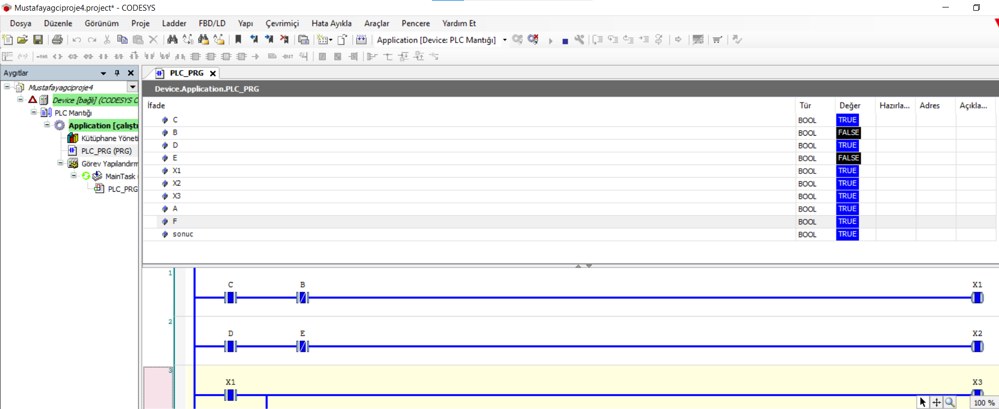 Mustafayagciproje4.project* - CODESYS
Dosya Düzenle Görünüm Proje Ladder FBD/LD Yapı Çevrimiçi Hata Ayıkla Araçlar Pencere Yardım Et
Application [Device: PLC Mantığı]
Aygıtlar
Mustafayagciproje4
Device [bağlı] (CODESYS C
PLC Mantığı
Application [çalıştı
Kütüphane Yöneti
PLC_PRG (PRG)
Görev Yapılandırm
MainTask
PLC_PRG
PLC_PRG
Device.Application.PLC_PRG
İfade Tür Değer Hazırla... Adres Açıkla...
C BOOL TRUE
B BOOL FALSE
D BOOL TRUE
E BOOL FALSE
X1 BOOL TRUE
X2 BOOL TRUE
X3 BOOL TRUE
A BOOL TRUE
F BOOL TRUE
sonuc BOOL TRUE
1
C B X1
2
D E X2
3
X1 X3
100 %